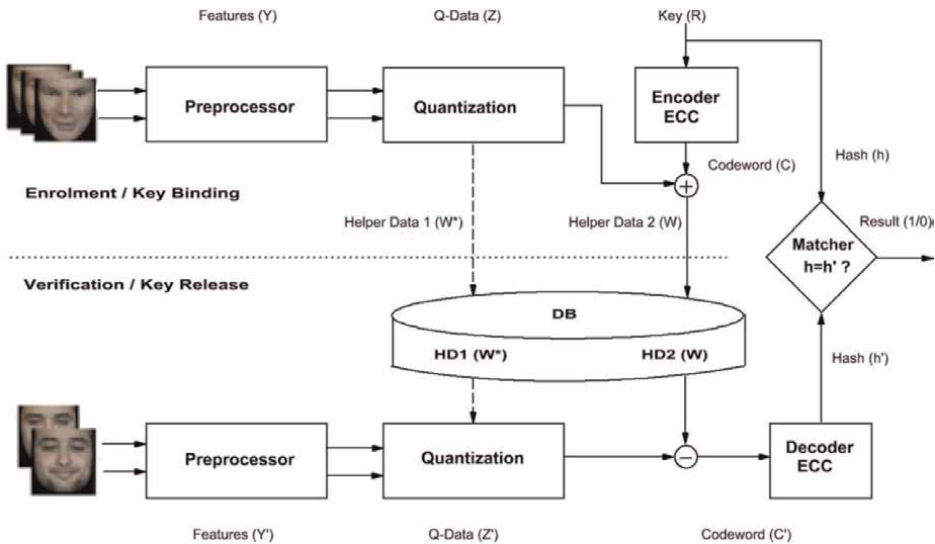 Features (Y)
Q-Data (Z)
Key (R)
Preprocessor
Quantization
Encoder
ECC
Codeword (C)
Hash (h)
Enrolment / Key Binding
Helper Data 1 (W*)
Helper Data 2 (W)
Result (1/0)
Matcher
h=h' ?
Verification / Key Release
DB
HD1 (W*)
HD2 (W)
Hash (h')
Preprocessor
Quantization
Decoder
ECC
Features (Y')
Q-Data (Z')
Codeword (C')